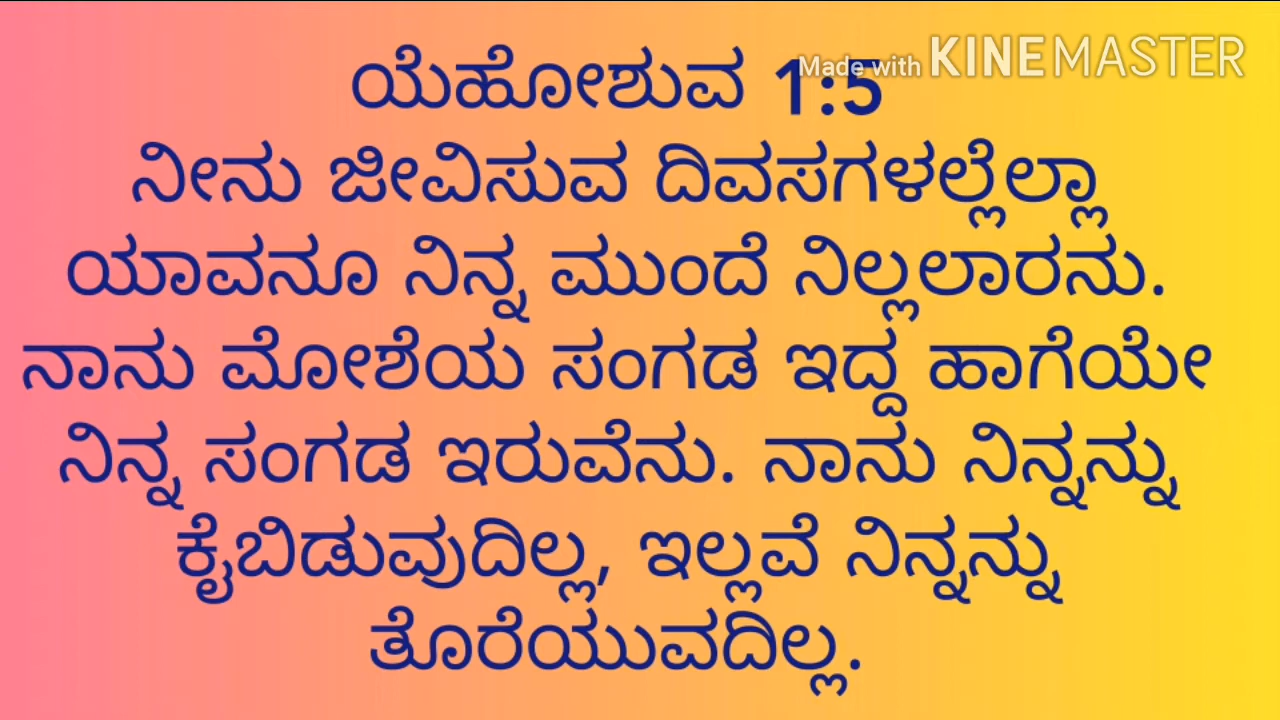 ಯೆಹೋಶುವ 1:5
Made with KINEMASTER
ನೀನು ಜೀವಿಸುವ ದಿವಸಗಳಲ್ಲೆಲ್ಲಾ
ಯಾವನೂ ನಿನ್ನ ಮುಂದೆ ನಿಲ್ಲಲಾರನು.
ನಾನು ಮೋಶೆಯ ಸಂಗಡ ಇದ್ದ ಹಾಗೆಯೇ
ನಿನ್ನ ಸಂಗಡ ಇರುವೆನು. ನಾನು ನಿನ್ನನ್ನು
ಕೈಬಿಡುವುದಿಲ್ಲ, ಇಲ್ಲವೆ ನಿನ್ನನ್ನು
ತೊರೆಯುವದಿಲ್ಲ.